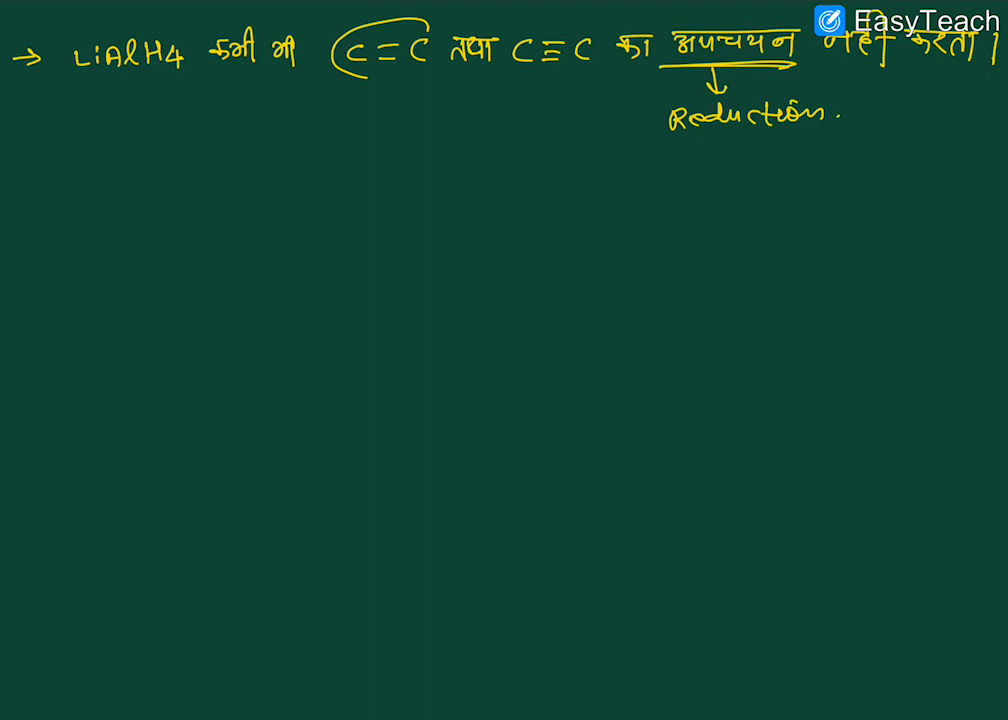 EasyTeach
→ LiAlH4 कभी भी C=C तथा C≡C का अपचयन नहीं करता।
↓
Reduction.